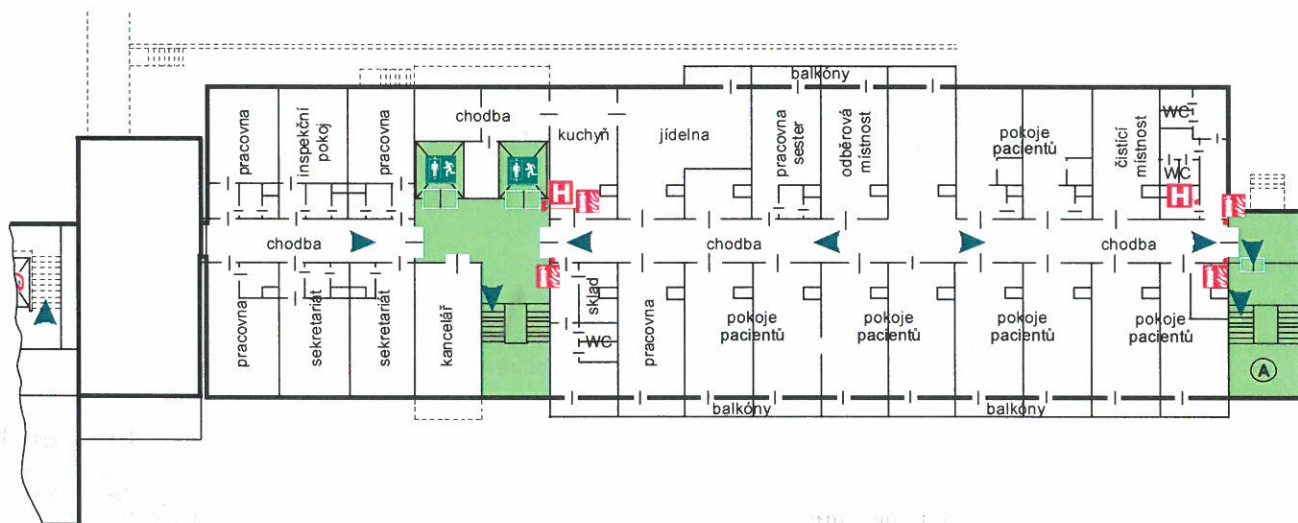 balkóny
pracovna
inspekční
pokoj
pracovna
chodba
kuchyň
jídelna
pracovna
sester
odběrová
místnost
pokoje
pacientů
čistící
místnost
WC
WC
H
H
chodba
chodba
chodba
pracovna
sekretariát
sekretariát
kancelář
sklad
WC
pracovna
pokoje
pacientů
pokoje
pacientů
pokoje
pacientů
pokoje
pacientů
A
balkóny
balkóny